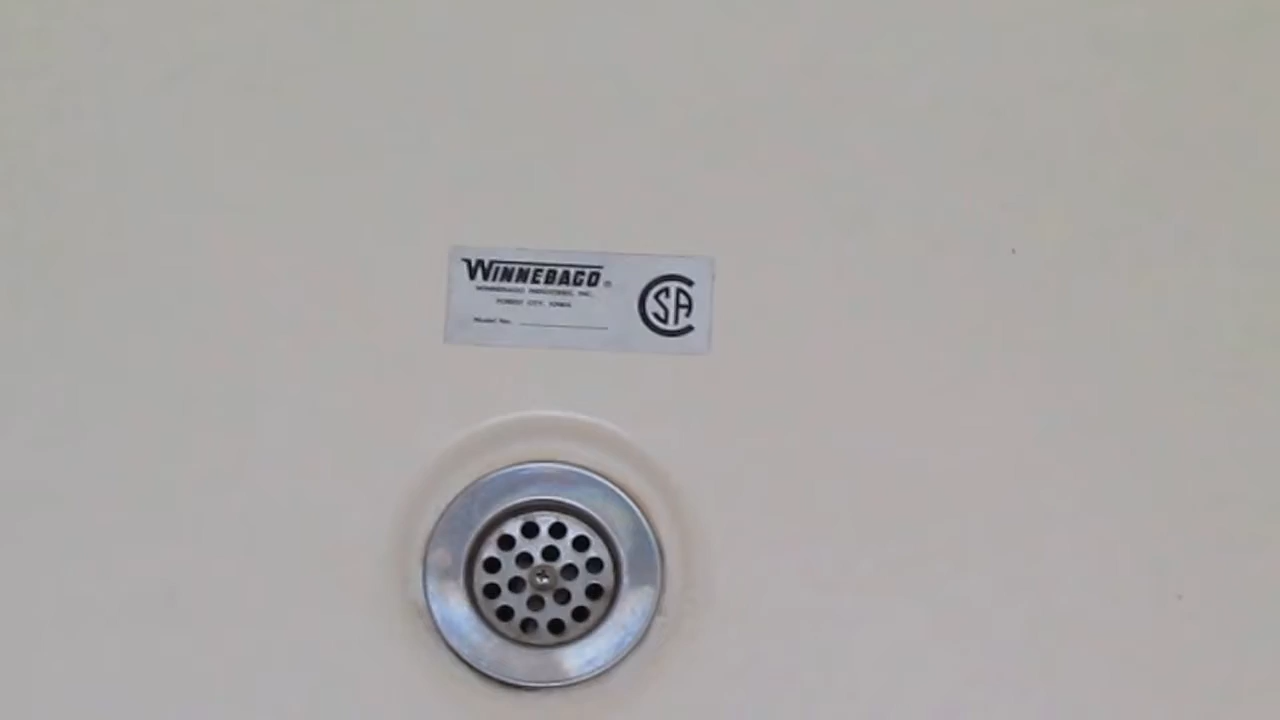 WINNEBAGO®
WINNEBAGO INDUSTRIES, INC.
FOREST CITY, IOWA
Model No.
CSA